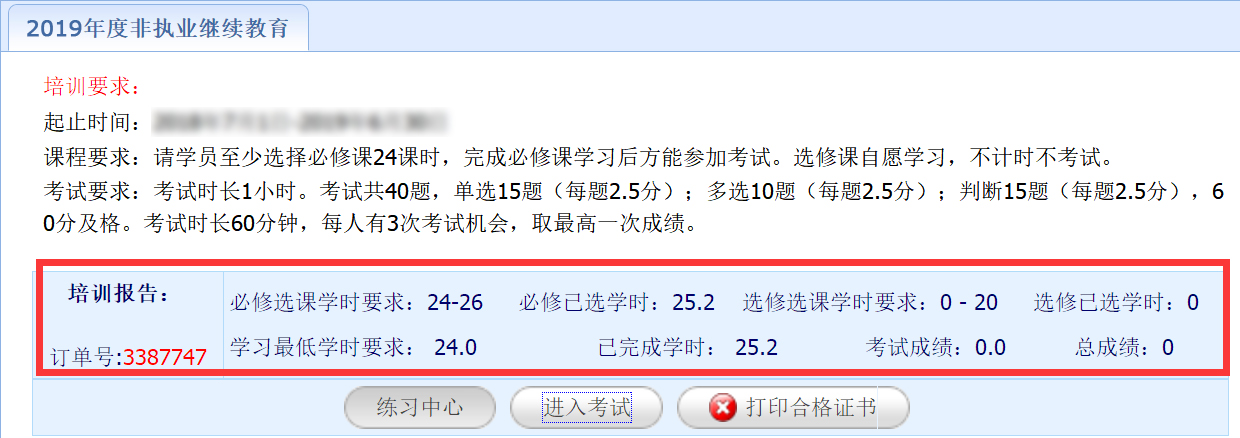 2019年度非执业继续教育
培训要求：
起止时间：
课程要求：请学员至少选择必修课24课时，完成必修课学习后方能参加考试。选修课自愿学习，不计时不考试。
考试要求：考试时长1小时。考试共40题，单选15题（每题2.5分）；多选10题（每题2.5分）；判断15题（每题2.5分），6
0分及格。考试时长60分钟，每人有3次考试机会，取最高一次成绩。
培训报告：
订单号:3387747
必修选课学时要求：24-26 必修已选学时：25.2 选修选课学时要求：0 - 20 选修已选学时：0
学习最低学时要求： 24.0 已完成学时： 25.2 考试成绩：0.0 总成绩：0
练习中心 进入考试 打印合格证书